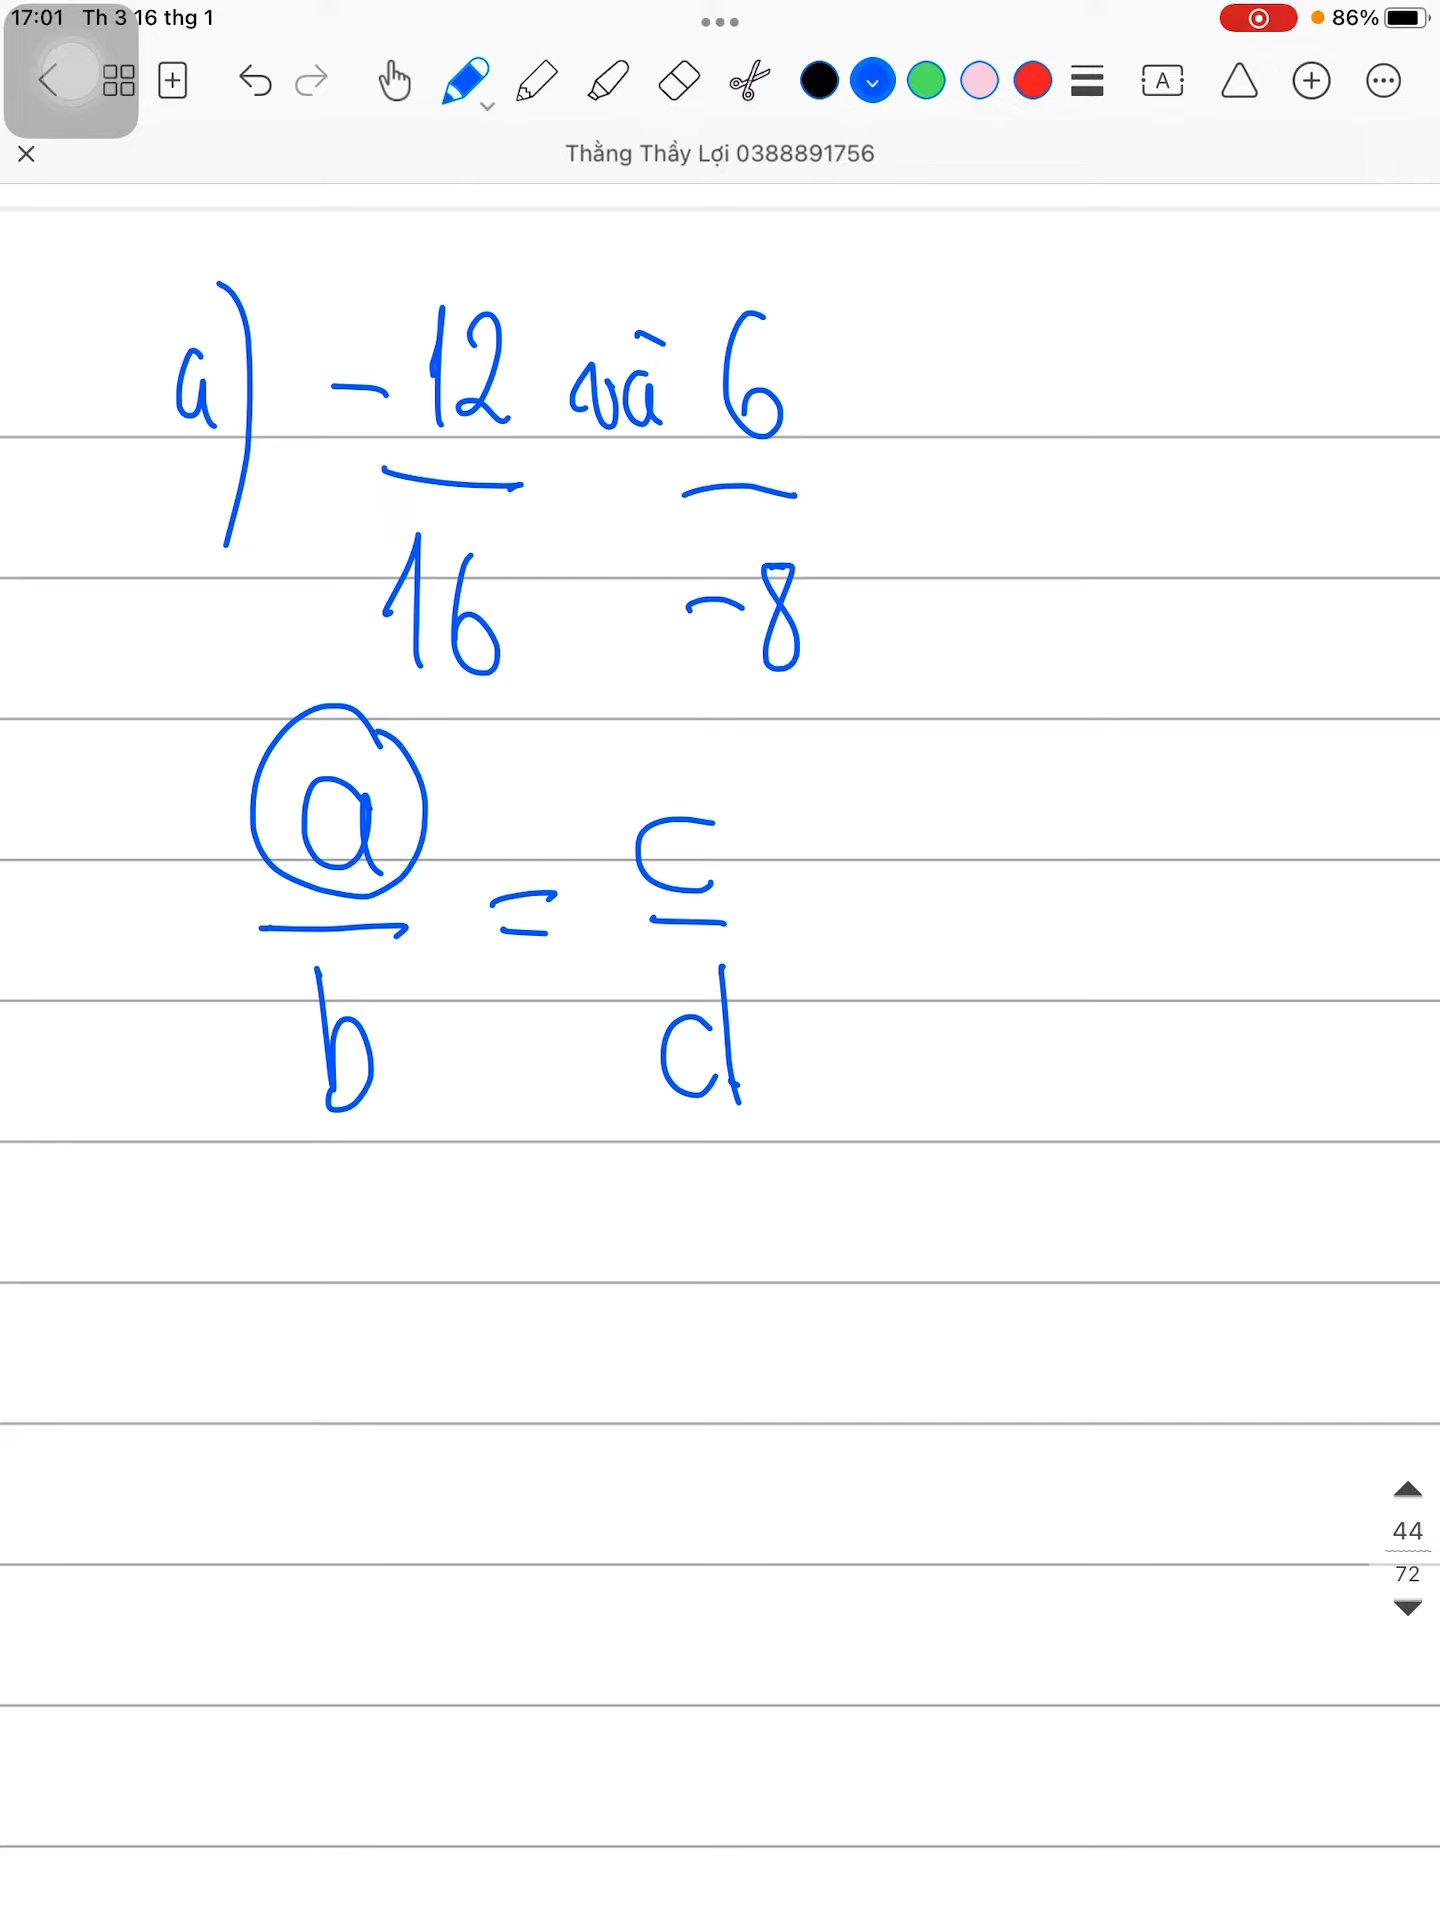 17:01 Th 3 16 thg 1 86%
A
Thằng Thầy Lợi 0388891756
a) -12 và 6
16 -8
a = c
b d
44
72